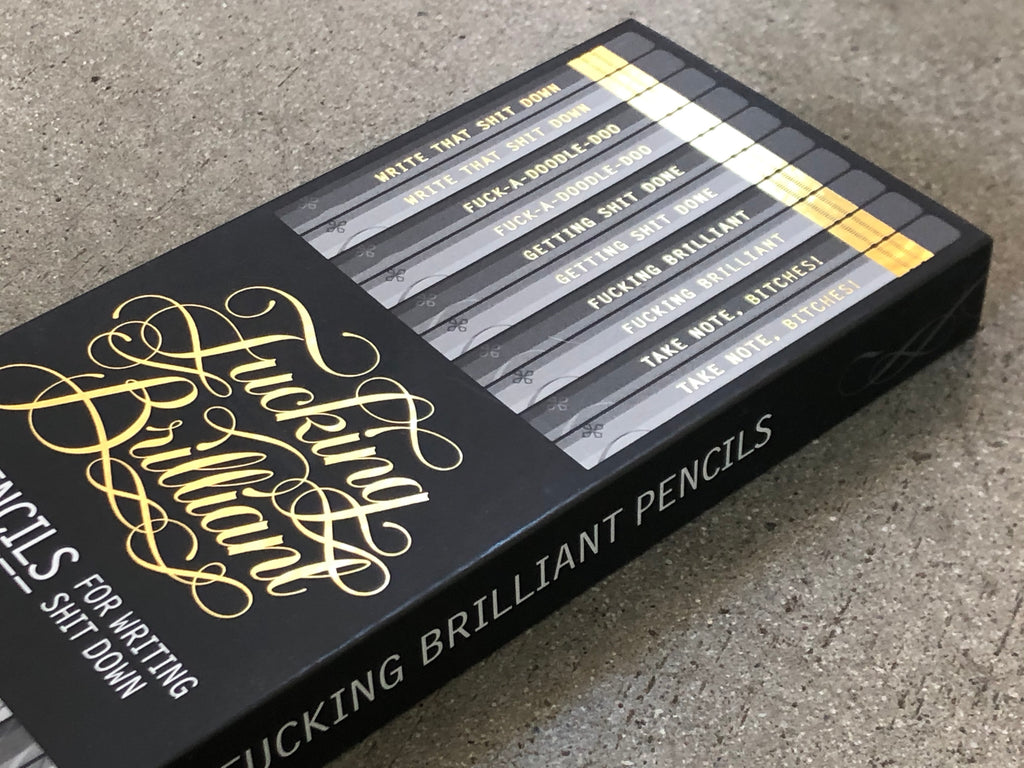 WRITE THAT SHIT DOWN
WRITE THAT SHIT DOWN
FUCK-A-DOODLE-DOO
FUCK-A-DOODLE-DOO
GETTING SHIT DONE
GETTING SHIT DONE
FUCKING BRILLIANT
FUCKING BRILLIANT
TAKE NOTE, BITCHES!
TAKE NOTE, BITCHES!
Fucking
Brilliant
FOR WRITING
SHIT DOWN
FUCKING BRILLIANT PENCILS